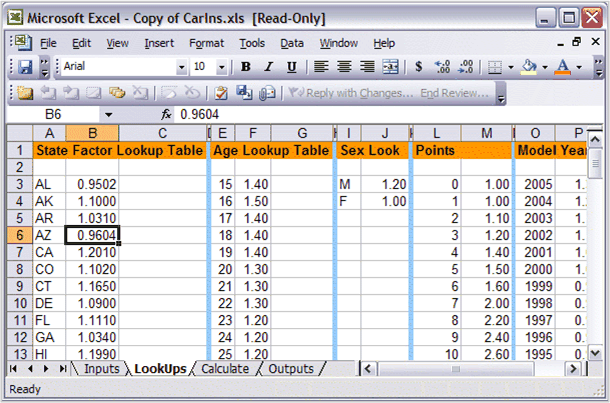 Microsoft Excel - Copy of CarIns.xls [Read-Only]
File Edit View Insert Format Tools Data Window Help
Arial 10 B I U $
Reply with Changes... End Review...
B6 fx 0.9604
A B C E F G I J L M O P
1 State Factor Lookup Table Age Lookup Table Sex Look Points Model Year
2
3 AL 0.9502 15 1.40 M 1.20 0 1.00 2005 1.
4 AK 1.1000 16 1.50 F 1.00 1 1.00 2004 1.
5 AR 1.0310 17 1.40 2 1.10 2003 1.
6 AZ 0.9604 18 1.40 3 1.20 2002 1.
7 CA 1.2010 19 1.40 4 1.40 2001 1.
8 CO 1.1020 20 1.30 5 1.50 2000 1.
9 CT 1.1650 21 1.30 6 1.60 1999 0.
10 DE 1.0900 22 1.30 7 2.00 1998 0.
11 FL 1.1110 23 1.20 8 2.20 1997 0.
12 GA 1.0340 24 1.20 9 2.40 1996 0.
13 HI 1.1990 25 1.20 10 2.60 1995 0.
Inputs LookUps Calculate Outputs
Ready